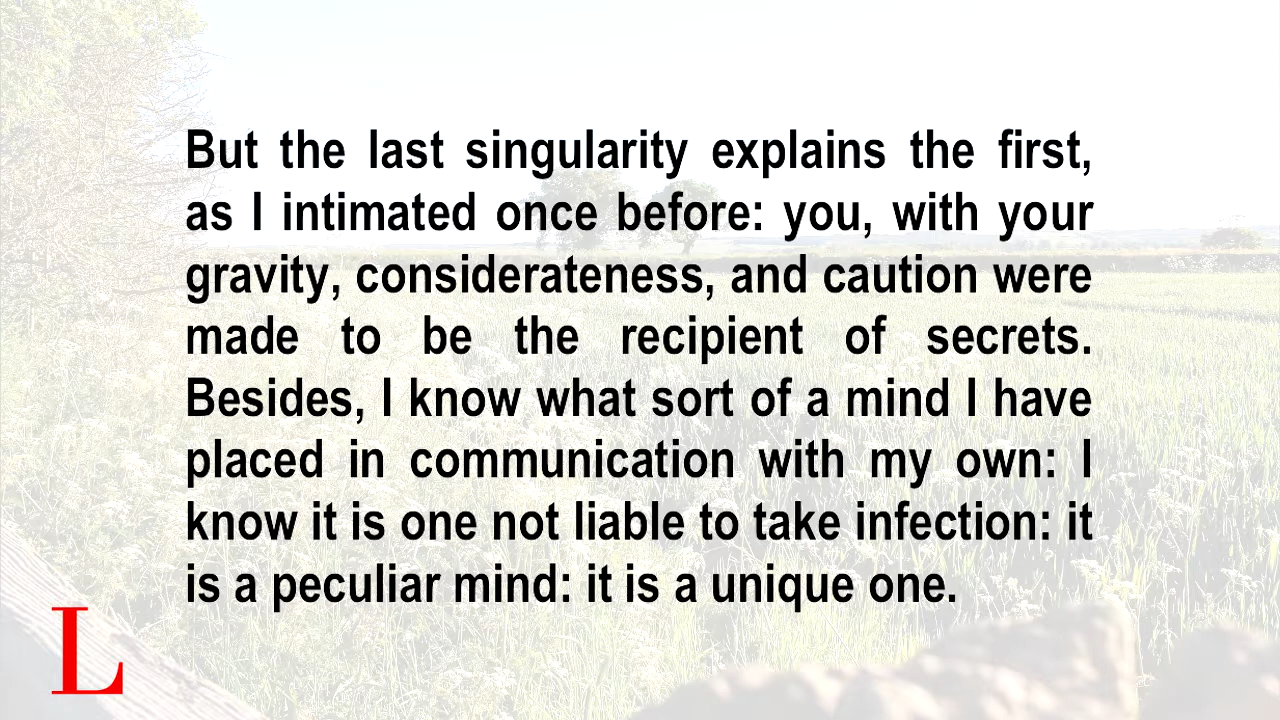 But the last singularity explains the first,
as I intimated once before: you, with your
gravity, considerateness, and caution were
made to be the recipient of secrets.
Besides, I know what sort of a mind I have
placed in communication with my own: I
know it is one not liable to take infection: it
is a peculiar mind: it is a unique one.
L